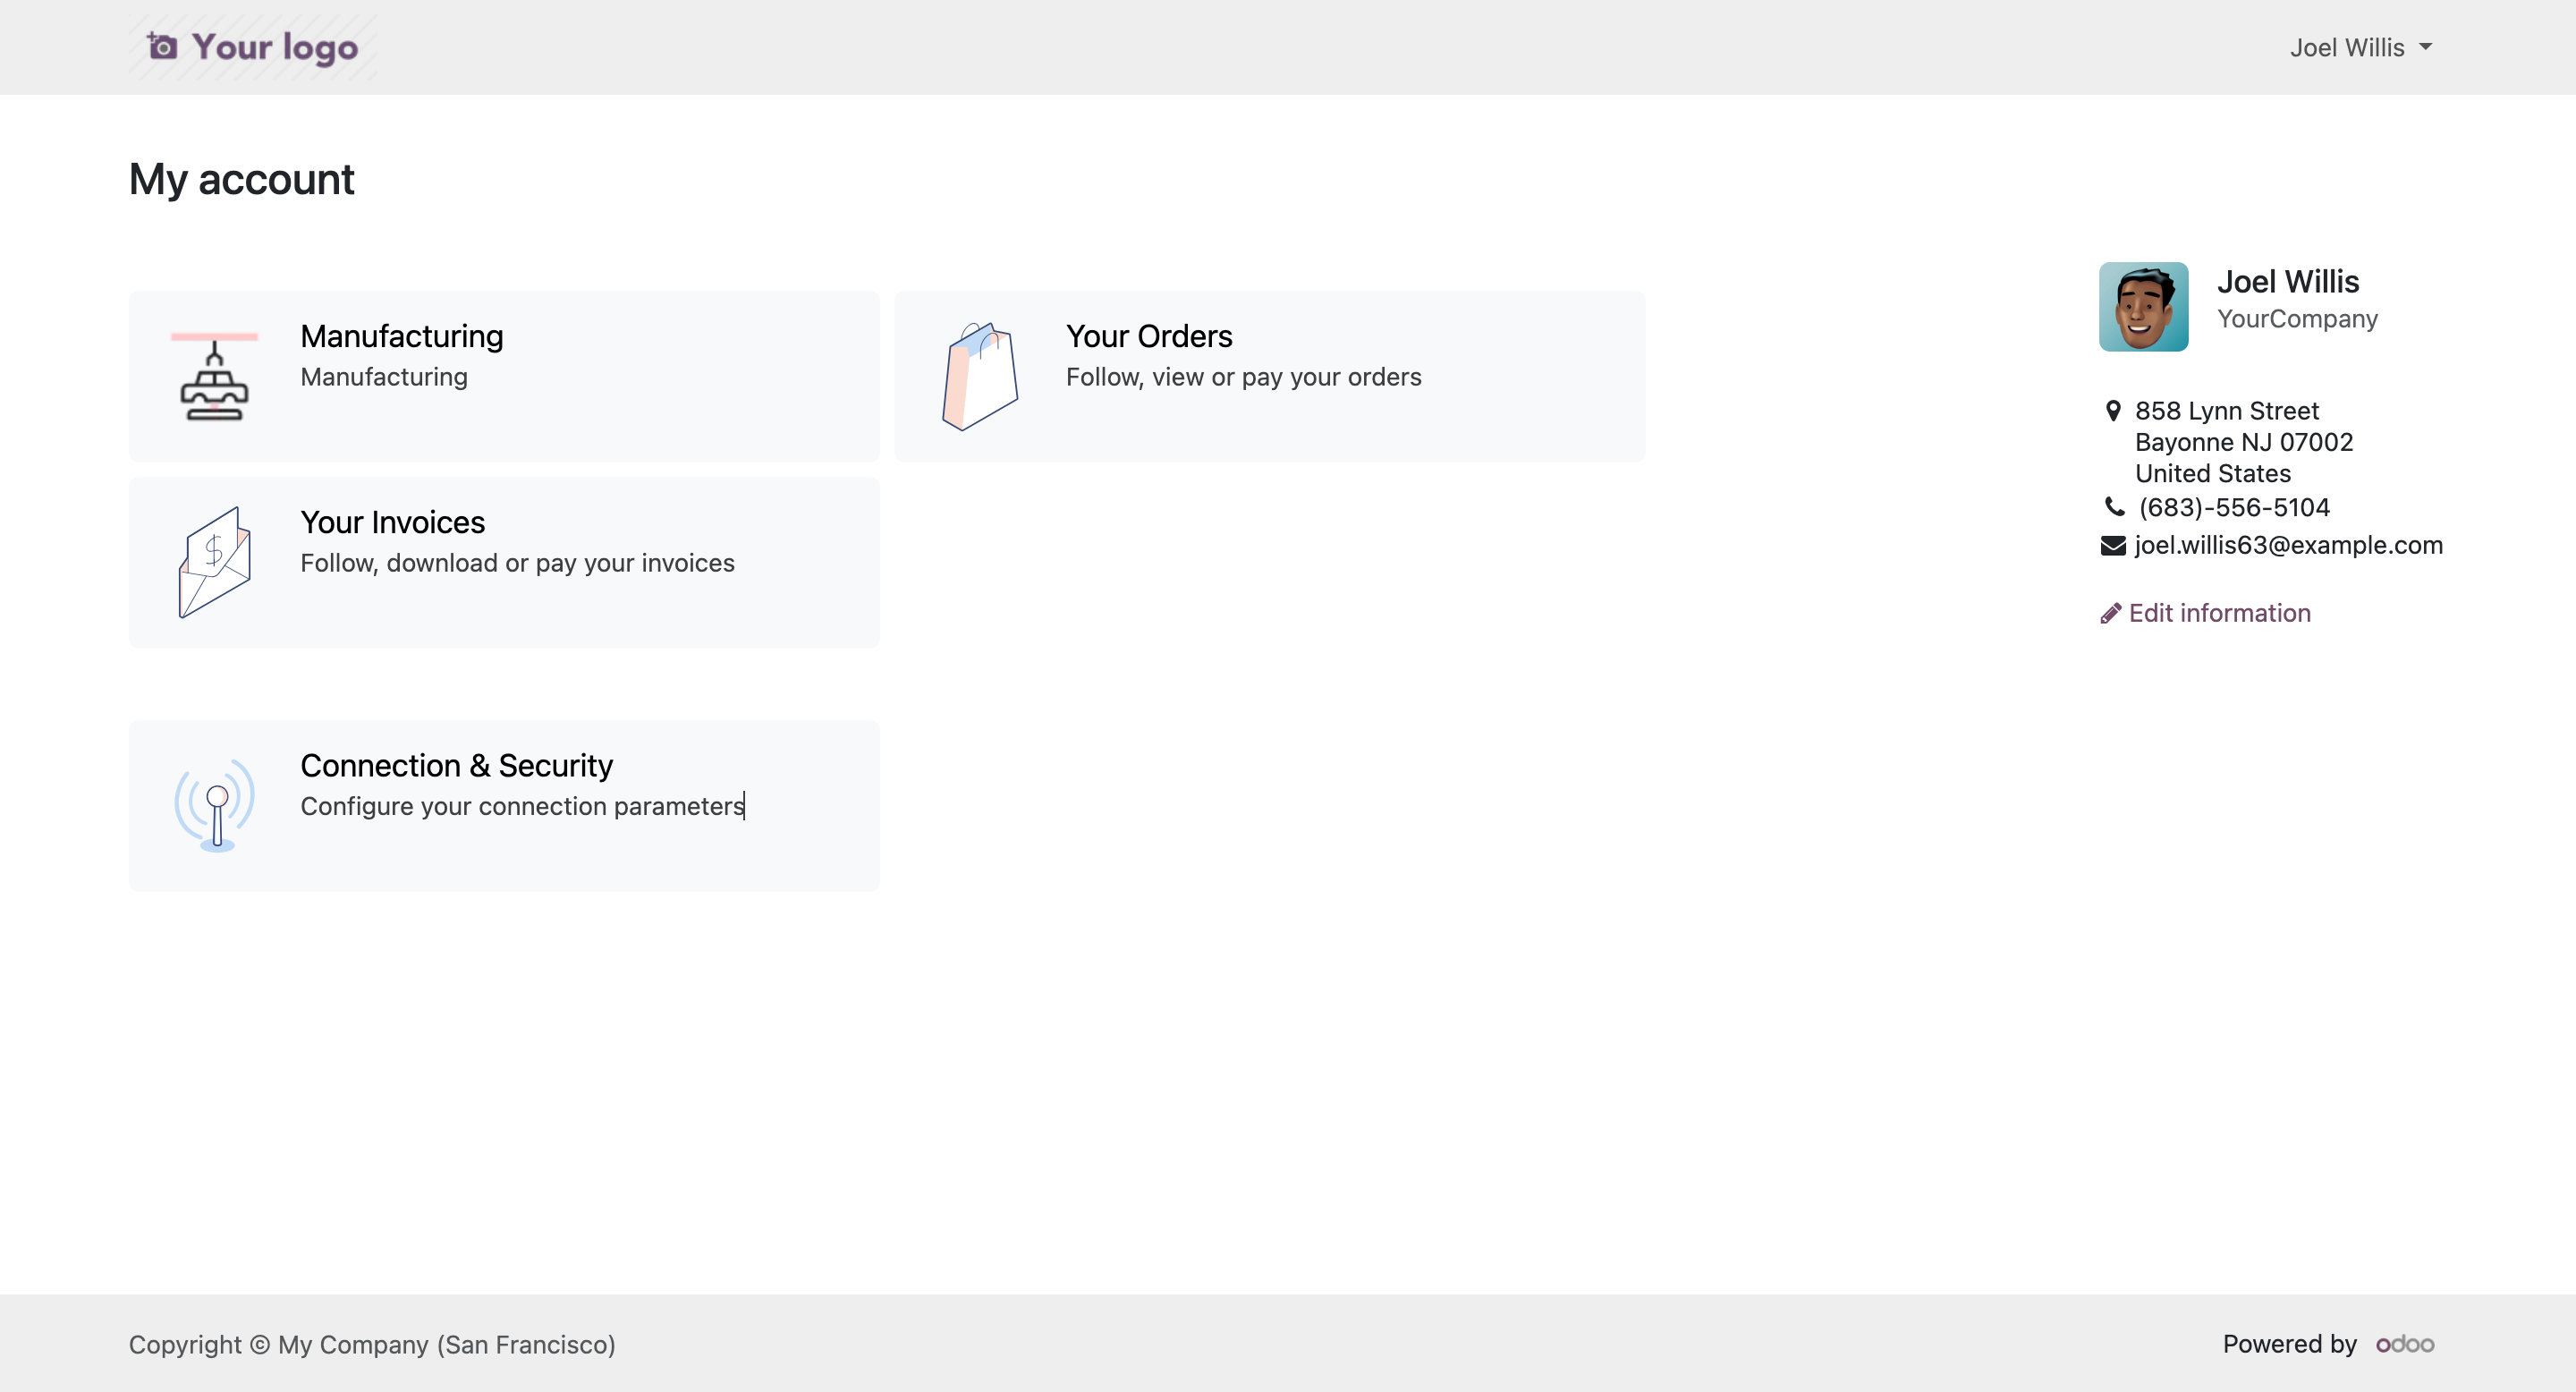 Your logo
Joel Willis
My account
Manufacturing
Manufacturing
Your Orders
Follow, view or pay your orders
Your Invoices
Follow, download or pay your invoices
$
Connection & Security
Configure your connection parameters
Joel Willis
YourCompany
858 Lynn Street
Bayonne NJ 07002
United States
(683)-556-5104
joel.willis63@example.com
Edit information
Copyright © My Company (San Francisco)
Powered by odoo